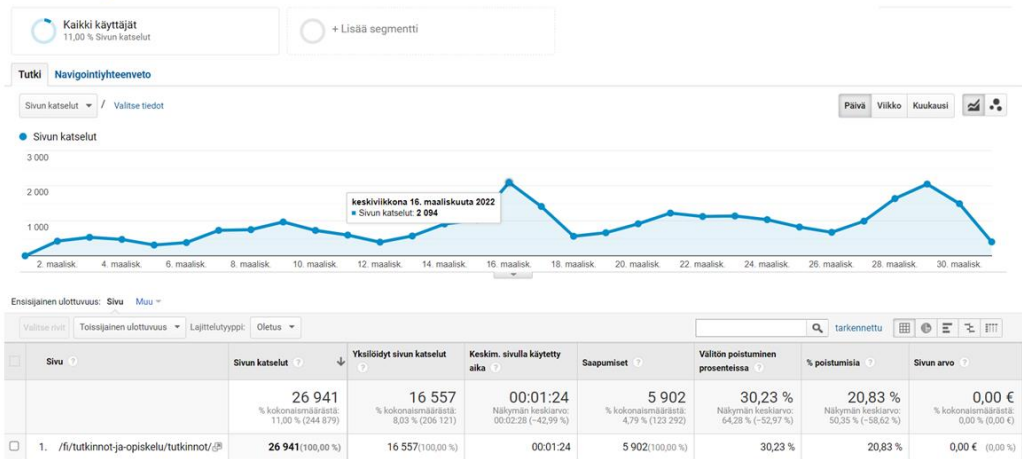 Kaikki käyttäjät
11,00 % Sivun katselut
+ Lisää segmentti
Tutki Navigointiyhteenveto
Sivun katselut / Valitse tiedot
Päivä Viikko Kuukausi
Sivun katselut
3 000
2 000
1 000
keskiviikkona 16. maaliskuuta 2022
Sivun katselut: 2 094
2. maalisk. 4. maalisk. 6. maalisk. 8. maalisk. 10. maalisk. 12. maalisk. 14. maalisk. 16. maalisk. 18. maalisk. 20. maalisk. 22. maalisk. 24. maalisk. 26. maalisk. 28. maalisk. 30. maalisk.
Ensisijainen ulottuvuus: Sivu Muu
Valitse rivit Toissijainen ulottuvuus Lajittelutyyppi: Oletus tarkennettu
Sivu ? Sivun katselut ? Yksilöidyt sivun katselut ? Keskim. sivulla käytetty aika ? Saapumiset ? Välitön poistuminen prosenteissa ? % poistumisia ? Sivun arvo ?
26 941 16 557 00:01:24 5 902 30,23 % 20,83 % 0,00 €
% kokonaismäärästä: % kokonaismäärästä: Näkymän keskiarvo: % kokonaismäärästä: Näkymän keskiarvo: Näkymän keskiarvo: % kokonaismäärästä:
11,00 % (244 879) 8,03 % (206 121) 00:02:28 (−42,99 %) 4,79 % (123 292) 64,28 % (−52,97 %) 50,35 % (−58,62 %) 0,00 % (0,00 €)
1. /fi/tutkinnot-ja-opiskelu/tutkinnot/ 26 941(100,00 %) 16 557(100,00 %) 00:01:24 5 902(100,00 %) 30,23 % 20,83 % 0,00 € (0,00 %)